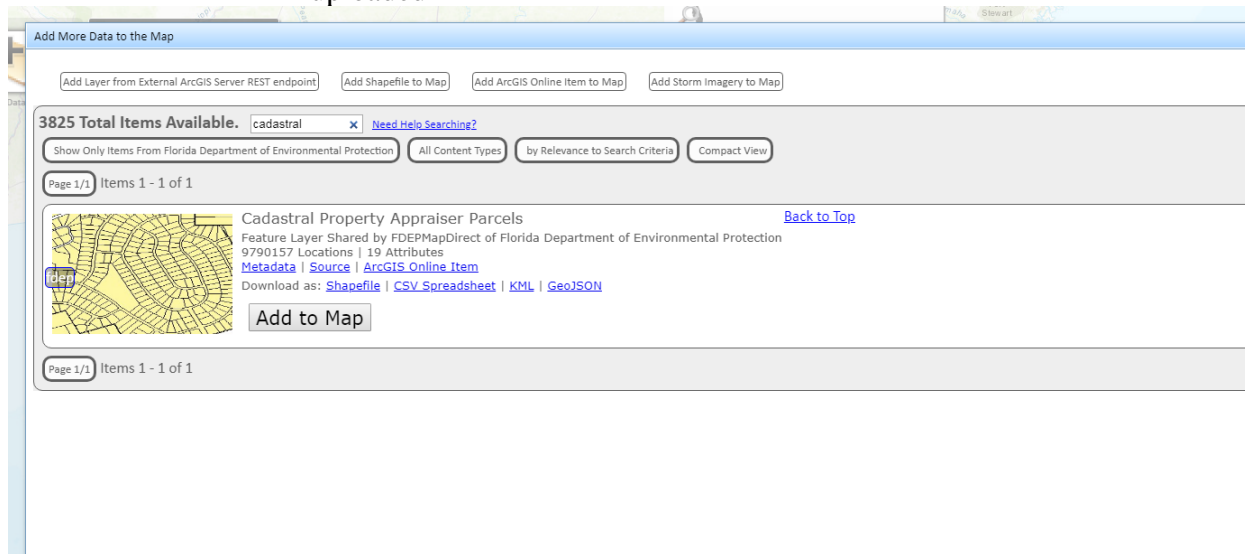 Stewart
Add More Data to the Map
Add Layer from External ArcGIS Server REST endpoint Add Shapefile to Map Add ArcGIS Online Item to Map Add Storm Imagery to Map
Data
3825 Total Items Available. cadastral x Need Help Searching?
Show Only Items From Florida Department of Environmental Protection All Content Types by Relevance to Search Criteria Compact View
Page 1/1 Items 1 - 1 of 1
Cadastral Property Appraiser Parcels Back to Top
Feature Layer Shared by FDEPMapDirect of Florida Department of Environmental Protection
9790157 Locations | 19 Attributes
fdep Metadata | Source | ArcGIS Online Item
Download as: Shapefile | CSV Spreadsheet | KML | GeoJSON
Add to Map
Page 1/1 Items 1 - 1 of 1